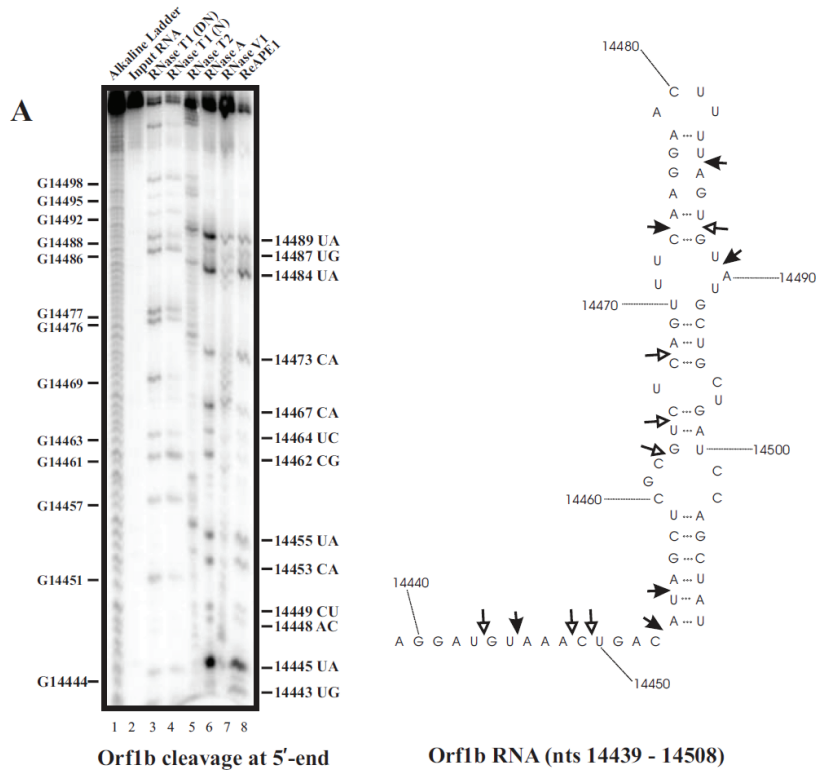 Alkaline Ladder
Input RNA
RNase T1 (DN)
RNase T1 (N)
RNase T2
RNase A
RNase V1
ReAPE1
A
G14498
G14495
G14492
G14488
G14486
G14477
G14476
G14469
G14463
G14461
G14457
G14451
G14444
14489 UA
14487 UG
14484 UA
14473 CA
14467 CA
14464 UC
14462 CG
14455 UA
14453 CA
14449 CU
14448 AC
14445 UA
14443 UG
1 2 3 4 5 6 7 8
Orf1b cleavage at 5′-end
14480
C U
A U
A ··· U
G U
G A
A G
A ··· U
C ··· G
U U
A 14490
U U
14470 U ··· G
G ··· C
A ··· U
C ··· G
C
U U
C ··· G
U A
G ··· U 14500
C C
G
14460 C C
U ··· A
C G
G C
A ··· U
U ··· A
A ··· U
14440
A G G A U G U A A A C U G A C
14450
Orf1b RNA (nts 14439 - 14508)